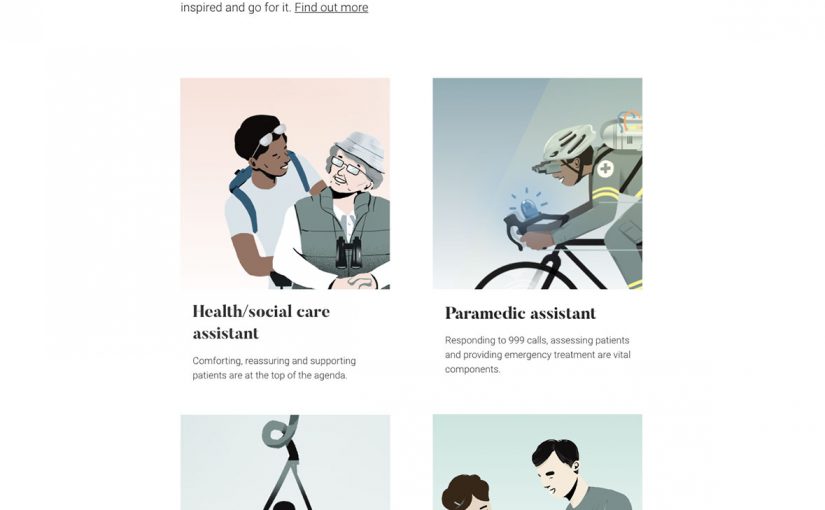 inspired and go for it. Find out more
Health/social care
assistant
Comforting, reassuring and supporting
patients are at the top of the agenda.
Paramedic assistant
Responding to 999 calls, assessing patients
and providing emergency treatment are vital
components.